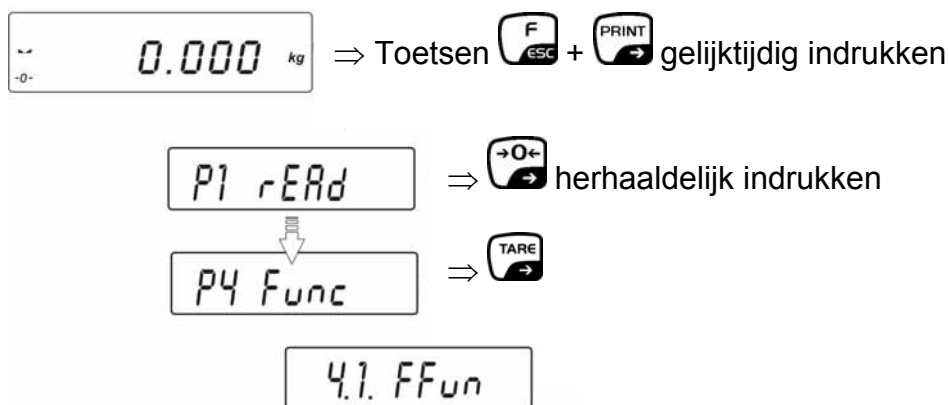 -0- 0.000 kg ⇒ Toetsen F ESC + PRINT gelijktijdig indrukken
P1 rEAd ⇒ →0← herhaaldelijk indrukken
P4 Func ⇒ TARE
4.1. FFun